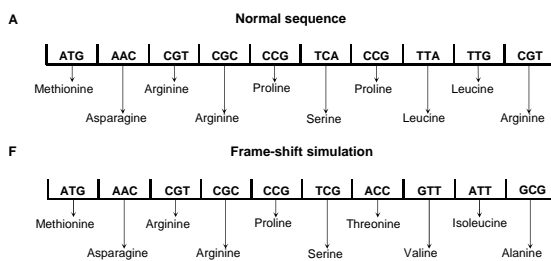 A Normal sequence
ATG AAC CGT CGC CCG TCA CCG TTA TTG CGT
Methionine Arginine Proline Proline Leucine
Asparagine Arginine Serine Leucine Arginine
F Frame-shift simulation
ATG AAC CGT CGC CCG TCG ACC GTT ATT GCG
Methionine Arginine Proline Threonine Isoleucine
Asparagine Arginine Serine Valine Alanine